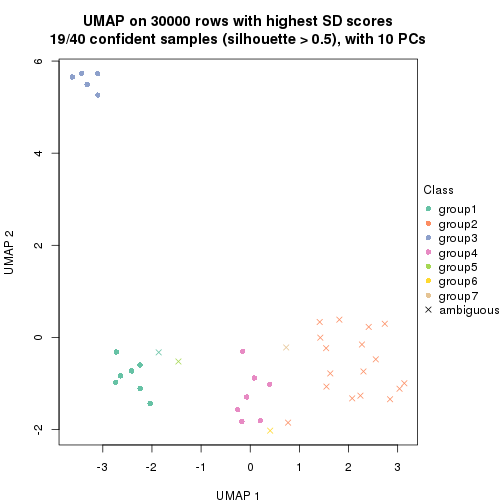 UMAP on 30000 rows with highest SD scores
19/40 confident samples (silhouette > 0.5), with 10 PCs
UMAP 2
6
4
2
0
-2
-3
-2
-1
0
1
2
3
UMAP 1
Class
group1
group2
group3
group4
group5
group6
group7
ambiguous